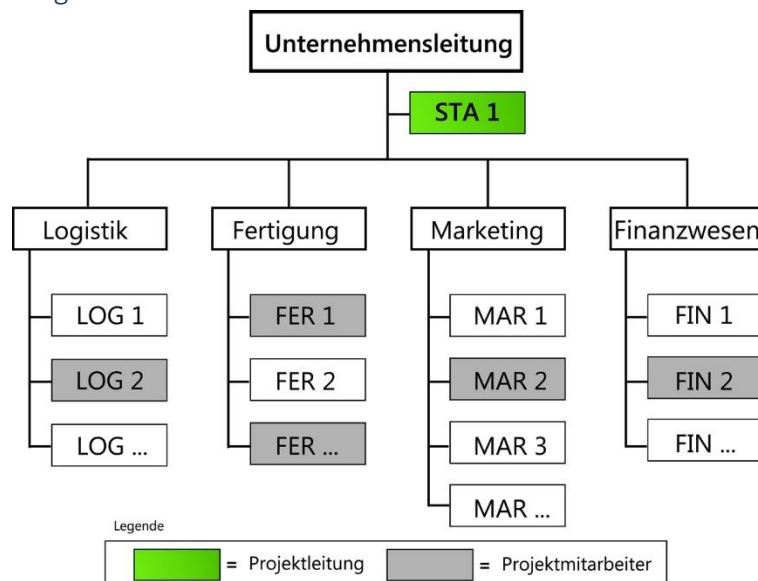 Unternehmensleitung
STA 1
Logistik Fertigung Marketing Finanzwesen
LOG 1 FER 1 MAR 1 FIN 1
LOG 2 FER 2 MAR 2 FIN 2
LOG ... FER ... MAR 3 FIN ...
MAR ...
Legende
= Projektleitung = Projektmitarbeiter